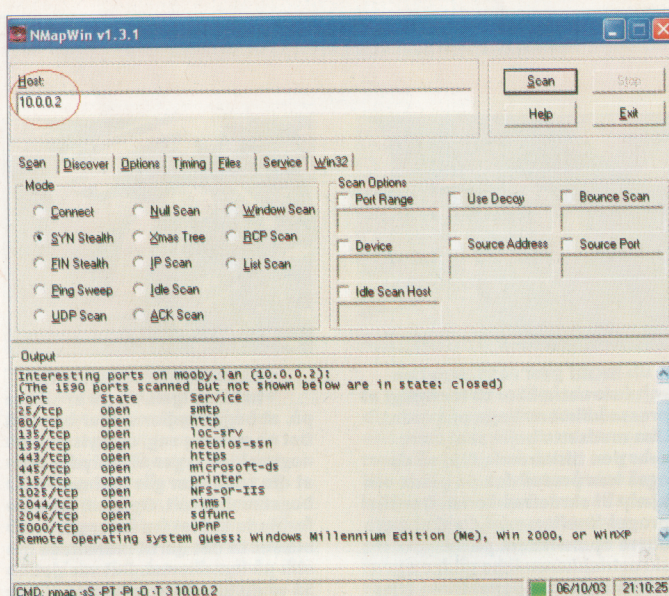 NMapWin v1.3.1
Host:
10.0.0.2
Scan
Stop
Help
Exit
Scan Discover Options Timing Files Service Win32
Mode
Connect Null Scan Window Scan
SYN Stealth Xmas Tree RCP Scan
FIN Stealth IP Scan List Scan
Ping Sweep Idle Scan
UDP Scan ACK Scan
Scan Options
Port Range Use Decoy Bounce Scan
Device Source Address Source Port
Idle Scan Host
Output
Interesting ports on mooby.lan (10.0.0.2):
(The 1590 ports scanned but not shown below are in state: closed)
Port State Service
25/tcp open smtp
80/tcp open http
135/tcp open loc-srv
139/tcp open netbios-ssn
443/tcp open https
445/tcp open microsoft-ds
515/tcp open printer
1025/tcp open NFS-or-IIS
2044/tcp open rimsl
2046/tcp open sdfunc
5000/tcp open UPnP
Remote operating system guess: Windows Millennium Edition (Me), Win 2000, or WinXP
CMD: nmap -sS -PT -PI -O -T 3 10.0.0.2
06/10/03 21:10:25